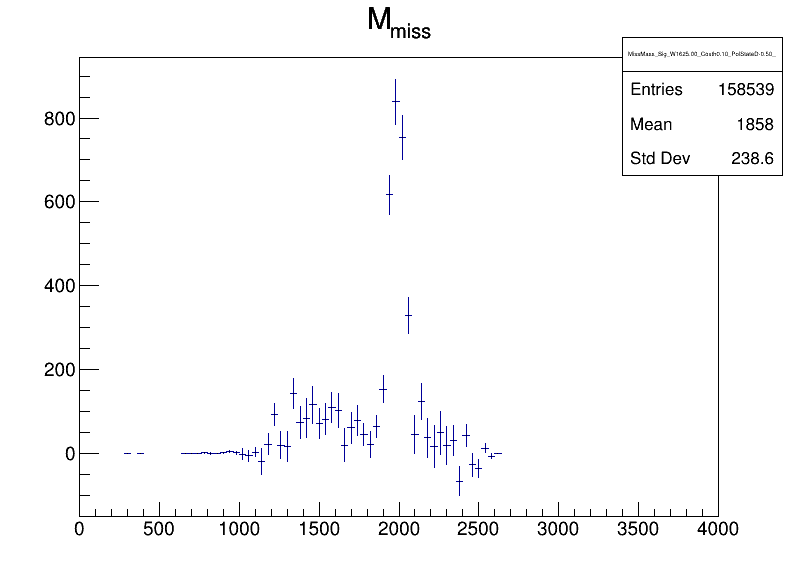 M_miss
MissMass_Sig_W1625.00_Costh0.10_PolStateD-0.50_
Entries 158539
Mean 1858
Std Dev 238.6
800
600
400
200
0
0 500 1000 1500 2000 2500 3000 3500 4000